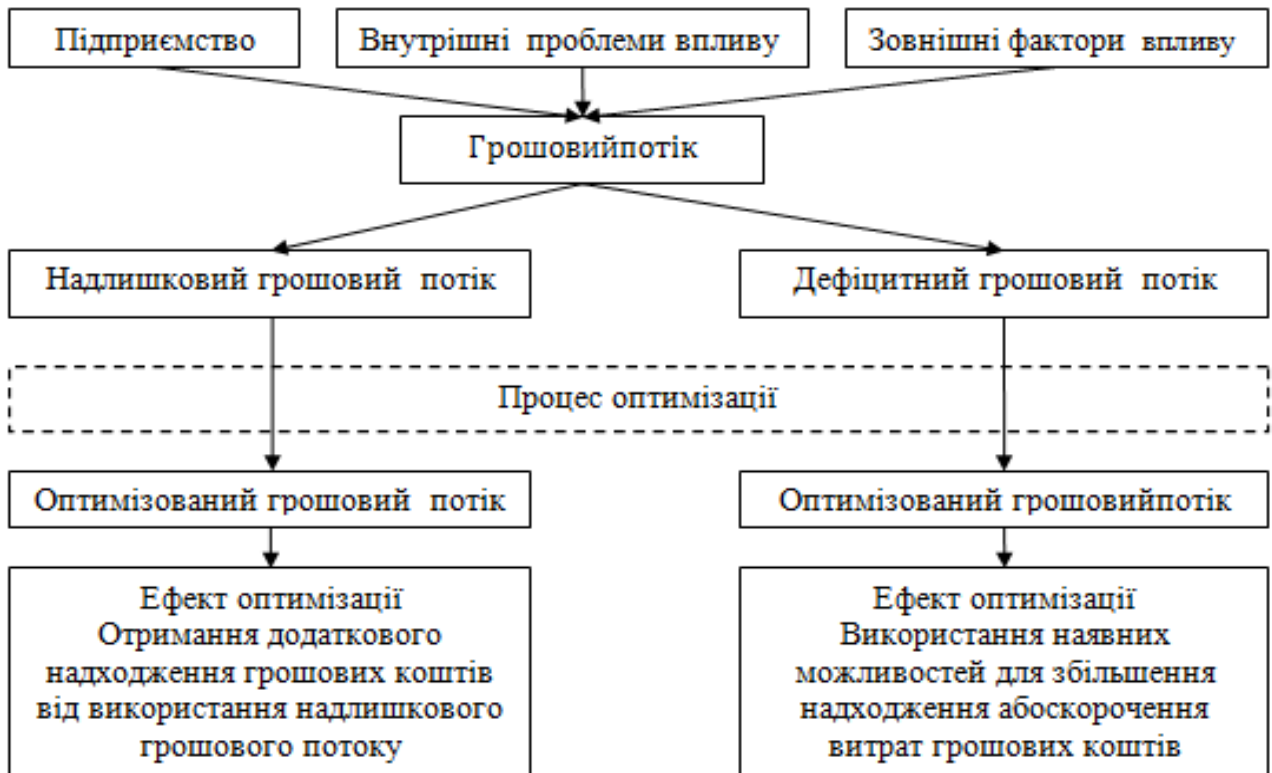 Підприємство
Внутрішні проблеми впливу
Зовнішні фактори впливу
Грошовийпотік
Надлишковий грошовий потік
Дефіцитний грошовий потік
Процес оптимізації
Оптимізований грошовий потік
Оптимізований грошовийпотік
Ефект оптимізації
Отримання додаткового
надходження грошових коштів
від використання надлишкового
грошового потоку
Ефект оптимізації
Використання наявних
можливостей для збільшення
надходження абоскорочення
витрат грошових коштів